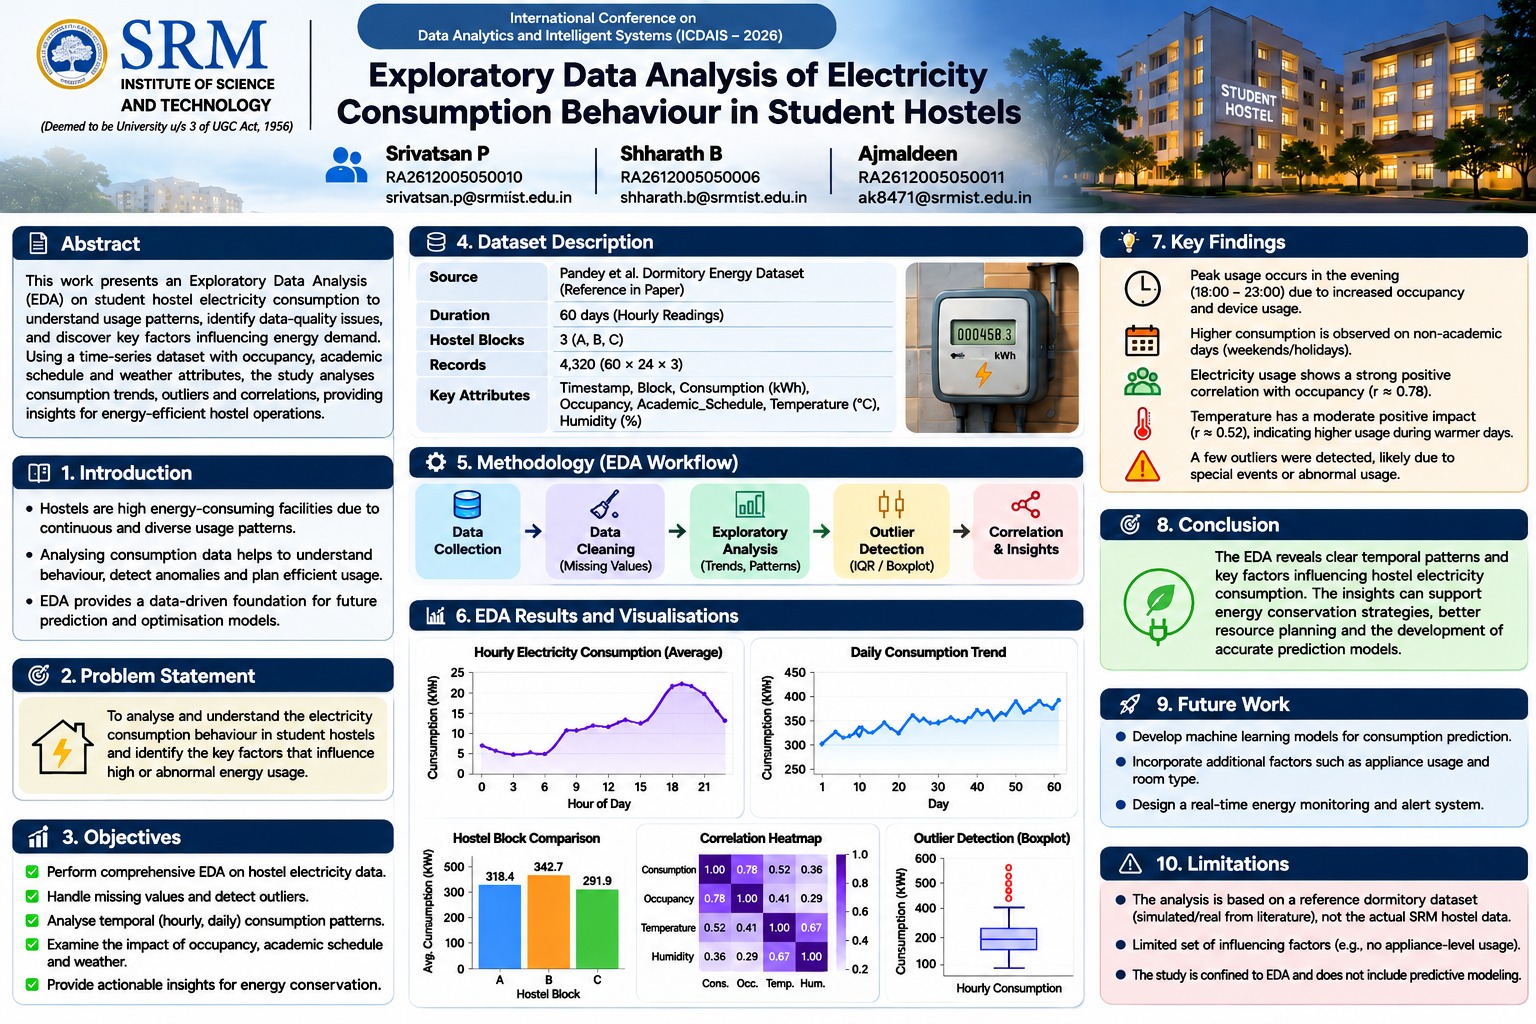 SRM
INSTITUTE OF SCIENCE
AND TECHNOLOGY
(Deemed to be University u/s 3 of UGC Act, 1956)
International Conference on
Data Analytics and Intelligent Systems (ICDAIS – 2026)
Exploratory Data Analysis of Electricity
Consumption Behaviour in Student Hostels
Srivatsan P
RA2612005050010
srivatsan.p@srmist.edu.in
Shharath B
RA2612005050006
shharath.b@srmist.edu.in
Ajmaldeen
RA2612005050011
ak8471@srmist.edu.in
STUDENT
HOSTEL
Abstract
This work presents an Exploratory Data Analysis
(EDA) on student hostel electricity consumption to
understand usage patterns, identify data-quality issues,
and discover key factors influencing energy demand.
Using a time-series dataset with occupancy, academic
schedule and weather attributes, the study analyses
consumption trends, outliers and correlations, providing
insights for energy-efficient hostel operations.
1. Introduction
• Hostels are high energy-consuming facilities due to
continuous and diverse usage patterns.
• Analysing consumption data helps to understand
behaviour, detect anomalies and plan efficient usage.
• EDA provides a data-driven foundation for future
prediction and optimisation models.
2. Problem Statement
To analyse and understand the electricity
consumption behaviour in student hostels
and identify the key factors that influence
high or abnormal energy usage.
3. Objectives
Perform comprehensive EDA on hostel electricity data.
Handle missing values and detect outliers.
Analyse temporal (hourly, daily) consumption patterns.
Examine the impact of occupancy, academic schedule
and weather.
Provide actionable insights for energy conservation.
4. Dataset Description
Source
Pandey et al. Dormitory Energy Dataset
(Reference in Paper)
Duration
60 days (Hourly Readings)
Hostel Blocks
3 (A, B, C)
Records
4,320 (60 × 24 × 3)
Key Attributes
Timestamp, Block, Consumption (kWh),
Occupancy, Academic_Schedule, Temperature (°C),
Humidity (%)
000458.3
kWh
5. Methodology (EDA Workflow)
Data
Collection
Data
Cleaning
(Missing Values)
Exploratory
Analysis
(Trends, Patterns)
Outlier
Detection
(IQR / Boxplot)
Correlation
& Insights
6. EDA Results and Visualisations
Hourly Electricity Consumption (Average)
25
20
15
10
5
0
0 3 6 9 12 15 18 21
Hour of Day
Daily Consumption Trend
450
400
350
300
250
1 10 20 30 40 50 60
Day
Hostel Block Comparison
500
300
200
100
0
318.4
342.7
291.9
A B C
Hostel Block
Correlation Heatmap
Consumption 1.00 0.78 0.52 0.36
Occupancy 0.78 1.00 0.41 0.29
Temperature 0.52 0.41 1.00 0.67
Humidity 0.36 0.29 0.67 1.00
Cons. Occ. Temp. Hum.
1.0
0.8
0.6
0.4
0.2
Outlier Detection (Boxplot)
600
500
400
200
100
Hourly Consumption
7. Key Findings
Peak usage occurs in the evening
(18:00 – 23:00) due to increased occupancy
and device usage.
Higher consumption is observed on non-academic
days (weekends/holidays).
Electricity usage shows a strong positive
correlation with occupancy (r ≈ 0.78).
Temperature has a moderate positive impact
(r ≈ 0.52), indicating higher usage during warmer days.
A few outliers were detected, likely due to
special events or abnormal usage.
8. Conclusion
The EDA reveals clear temporal patterns and
key factors influencing hostel electricity
consumption. The insights can support
energy conservation strategies, better
resource planning and the development of
accurate prediction models.
9. Future Work
• Develop machine learning models for consumption prediction.
• Incorporate additional factors such as appliance usage and
room type.
• Design a real-time energy monitoring and alert system.
10. Limitations
• The analysis is based on a reference dormitory dataset
(simulated/real from literature), not the actual SRM hostel data.
• Limited set of influencing factors (e.g., no appliance-level usage).
• The study is confined to EDA and does not include predictive modeling.